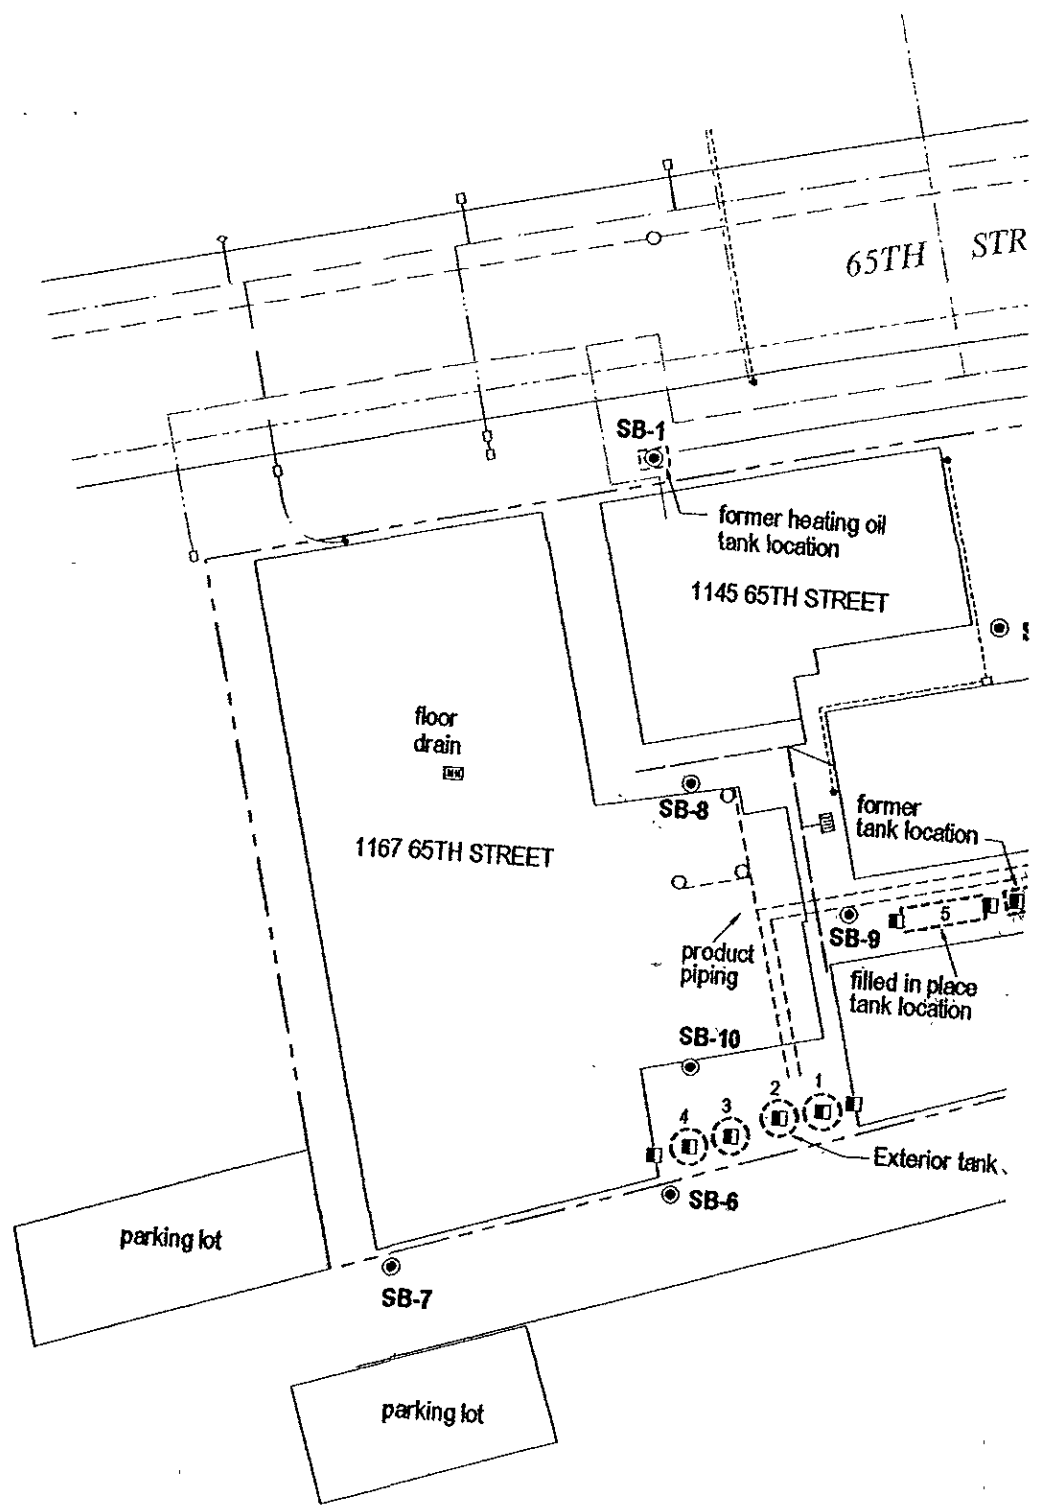 65TH STR
SB-1
former heating oil
tank location
1145 65TH STREET
floor
drain
SB-8
former
tank location
1167 65TH STREET
5
SB-9
product
piping
filled in place
tank location
SB-10
1
2
3
4
Exterior tank
SB-6
parking lot
SB-7
parking lot